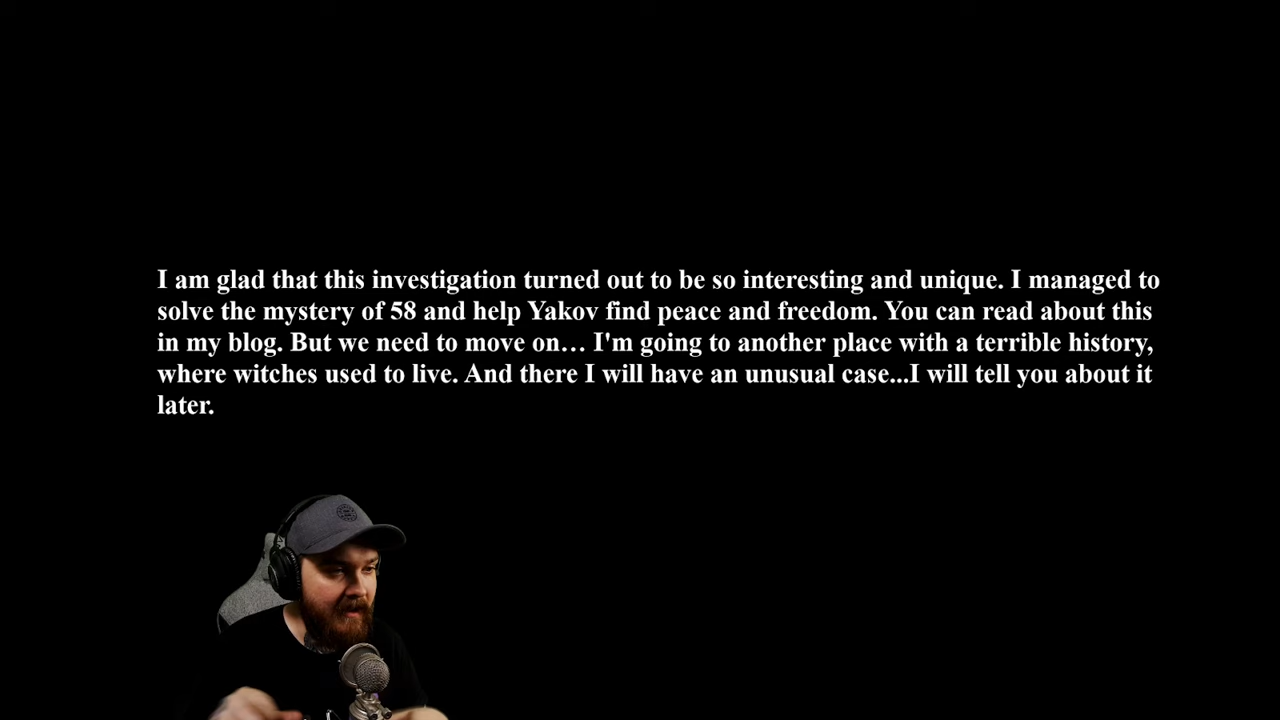 I am glad that this investigation turned out to be so interesting and unique. I managed to
solve the mystery of 58 and help Yakov find peace and freedom. You can read about this
in my blog. But we need to move on… I'm going to another place with a terrible history,
where witches used to live. And there I will have an unusual case...I will tell you about it
later.